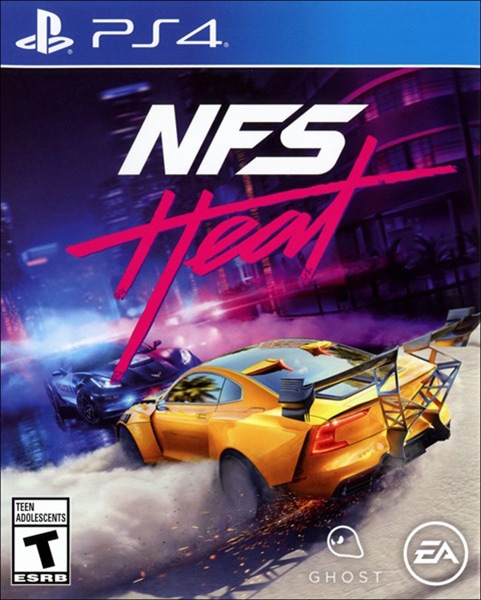 PS4
NFS
Heat
TEEN
ADOLESCENTS
T
ESRB
GHOST
EA